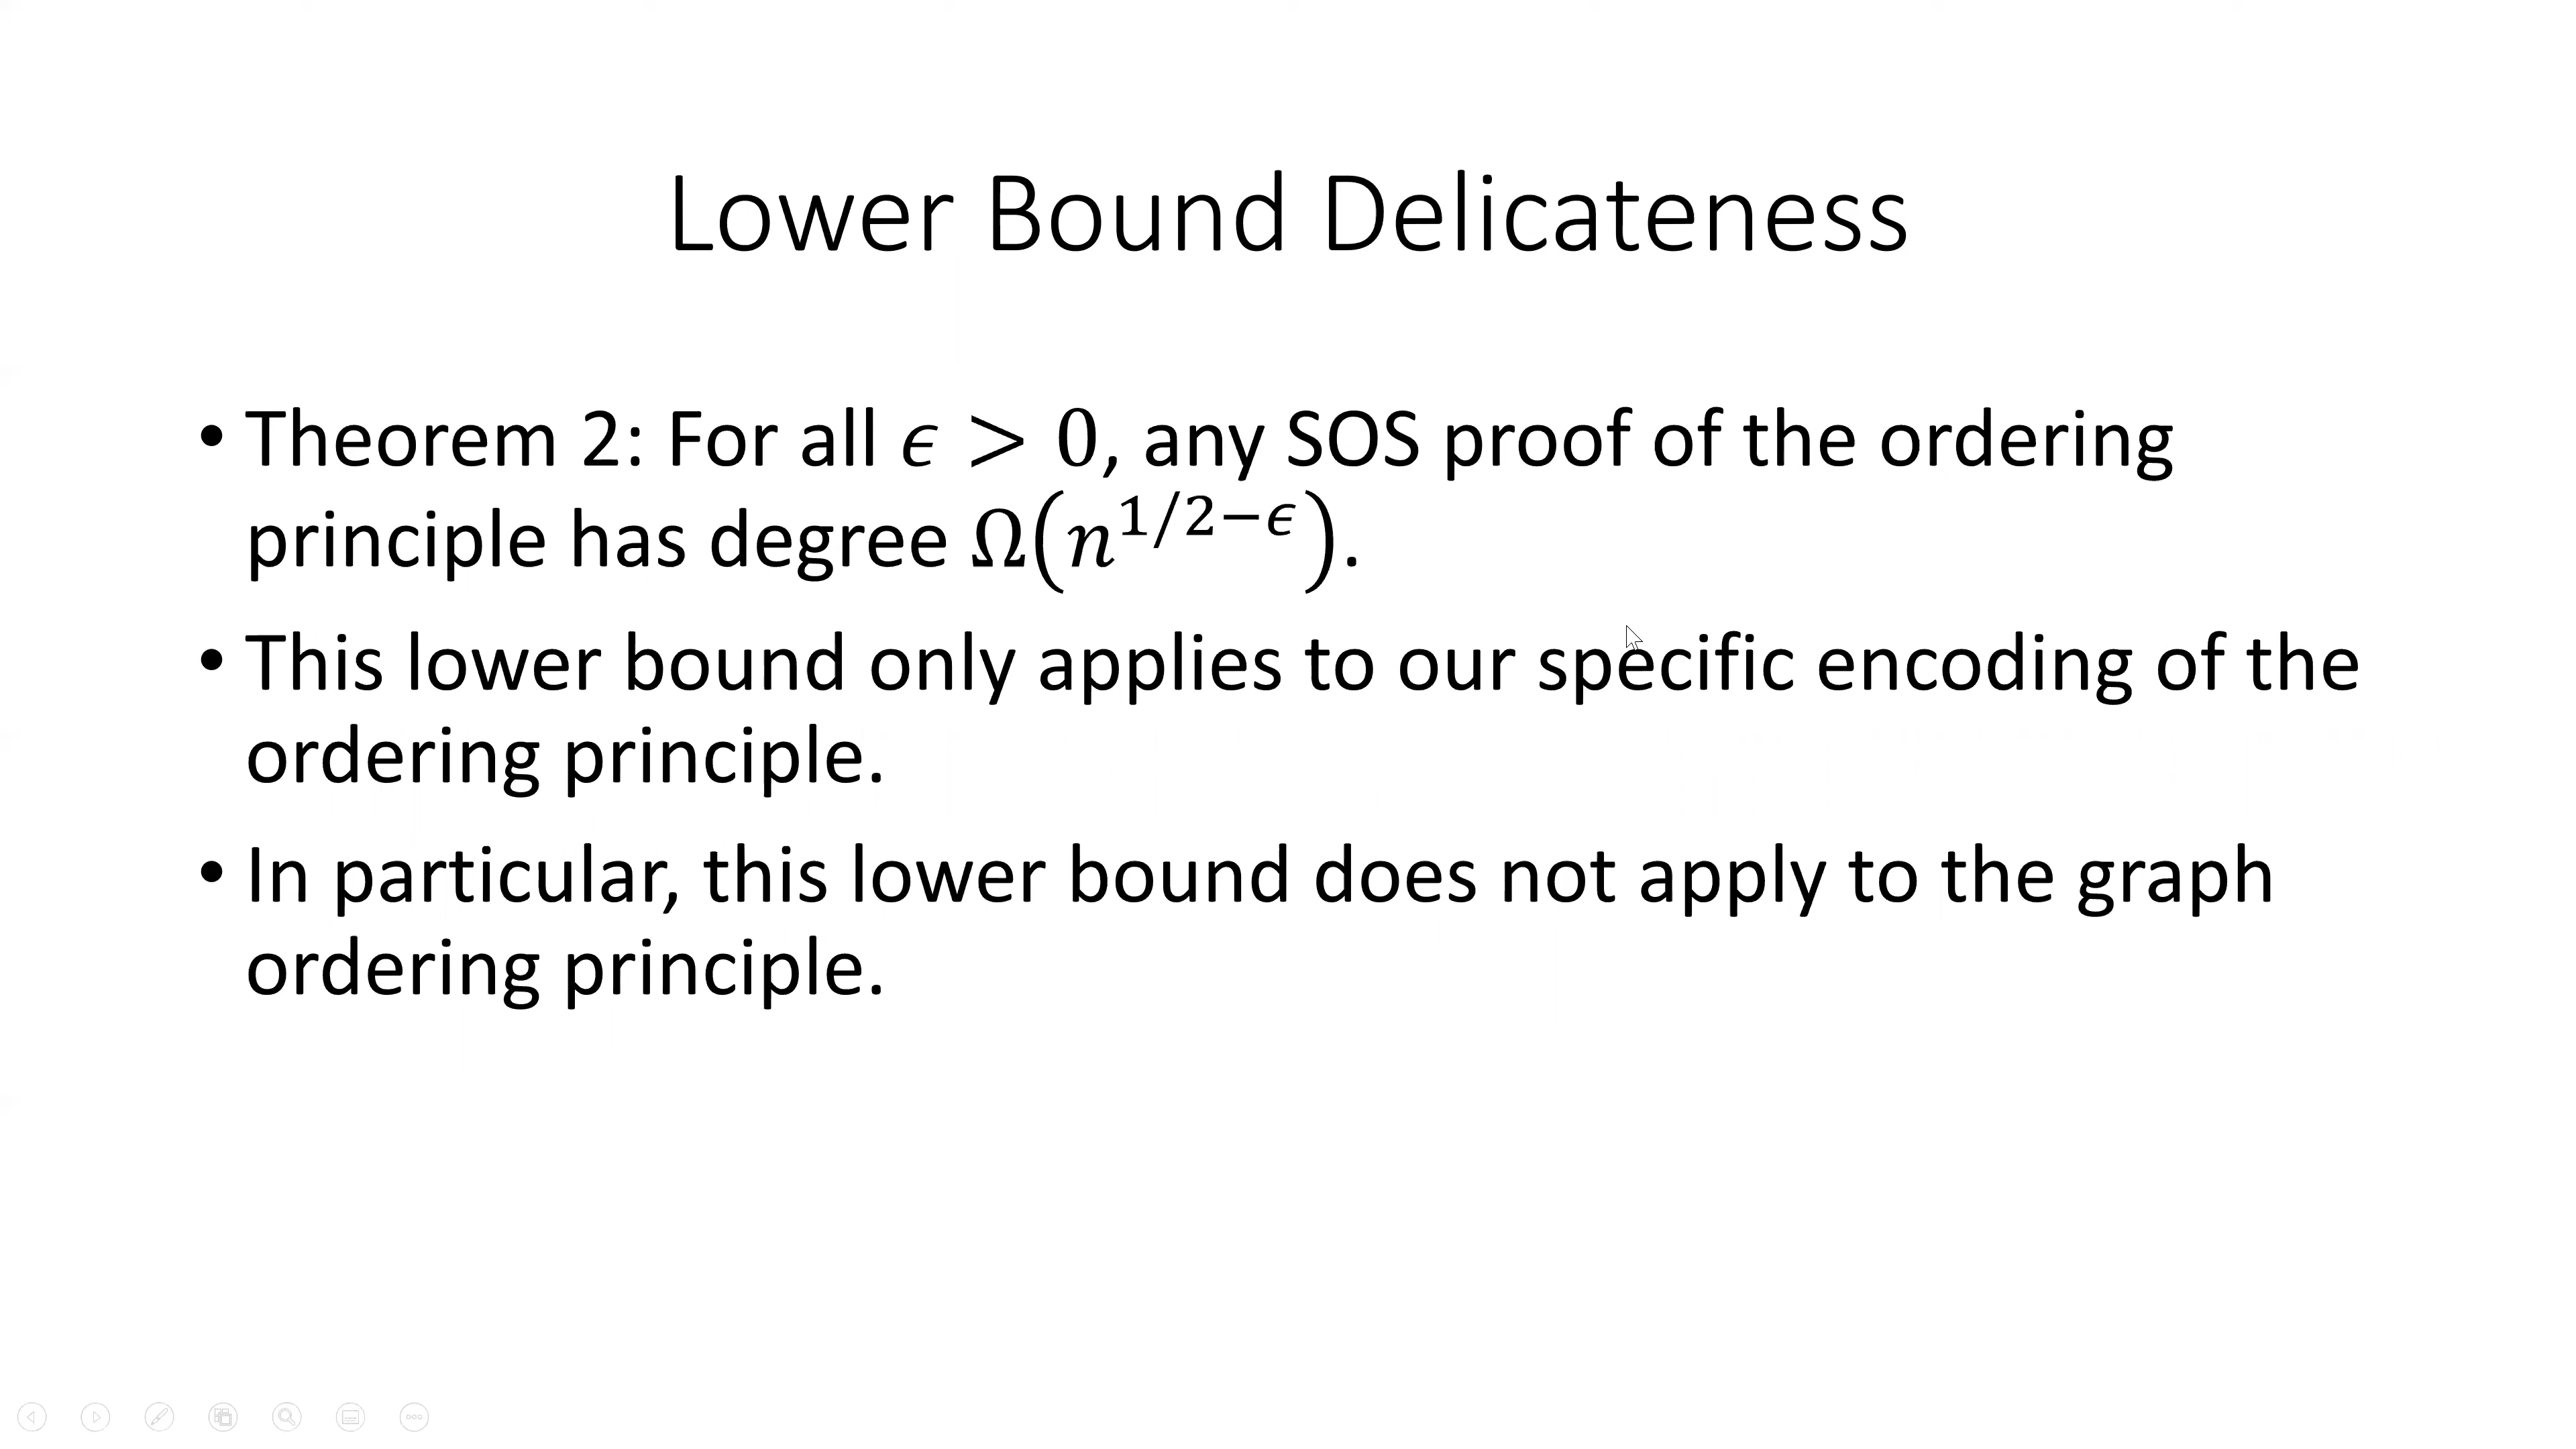 Lower Bound Delicateness
• Theorem 2: For all ϵ > 0, any SOS proof of the ordering
principle has degree Ω(n^{1/2−ϵ}).
• This lower bound only applies to our specific encoding of the
ordering principle.
• In particular, this lower bound does not apply to the graph
ordering principle.